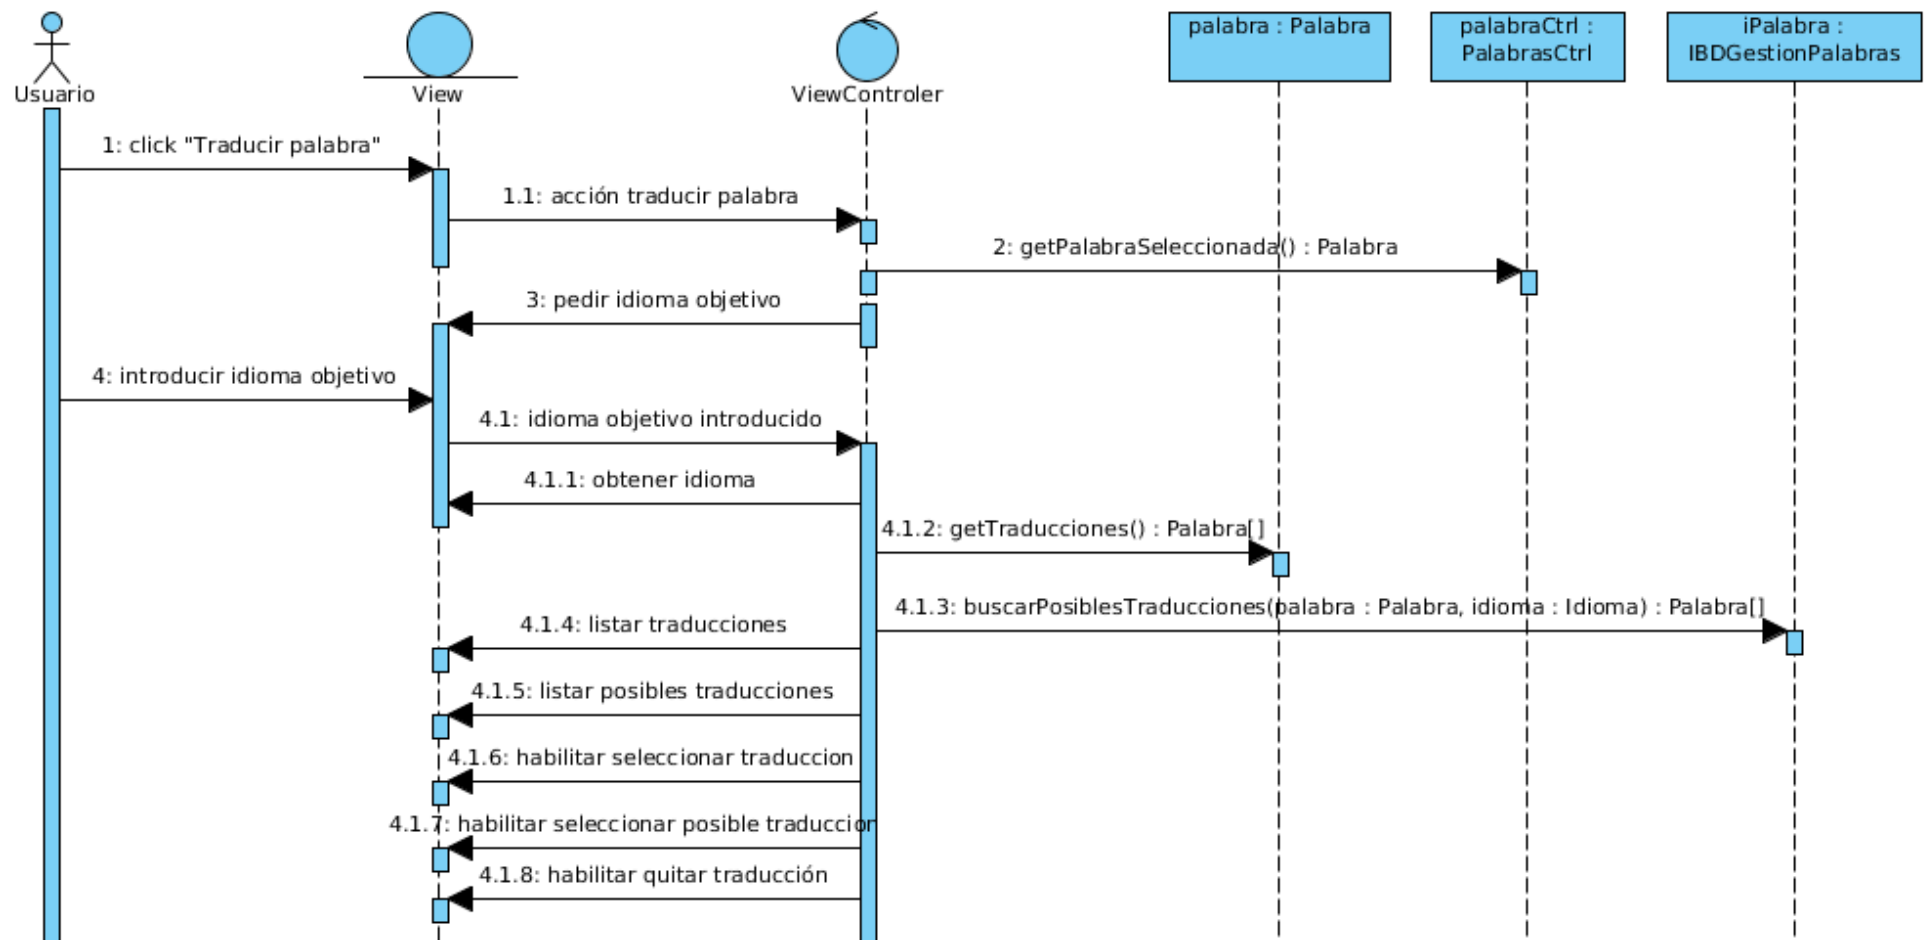 palabra : Palabra
palabraCtrl :
PalabrasCtrl
iPalabra :
IBDGestionPalabras
Usuario
View
ViewControler
1: click "Traducir palabra"
1.1: acción traducir palabra
2: getPalabraSeleccionada() : Palabra
3: pedir idioma objetivo
4: introducir idioma objetivo
4.1: idioma objetivo introducido
4.1.1: obtener idioma
4.1.2: getTraducciones() : Palabra[]
4.1.3: buscarPosiblesTraducciones(palabra : Palabra, idioma : Idioma) : Palabra[]
4.1.4: listar traducciones
4.1.5: listar posibles traducciones
4.1.6: habilitar seleccionar traduccion
4.1.7: habilitar seleccionar posible traduccion
4.1.8: habilitar quitar traducción